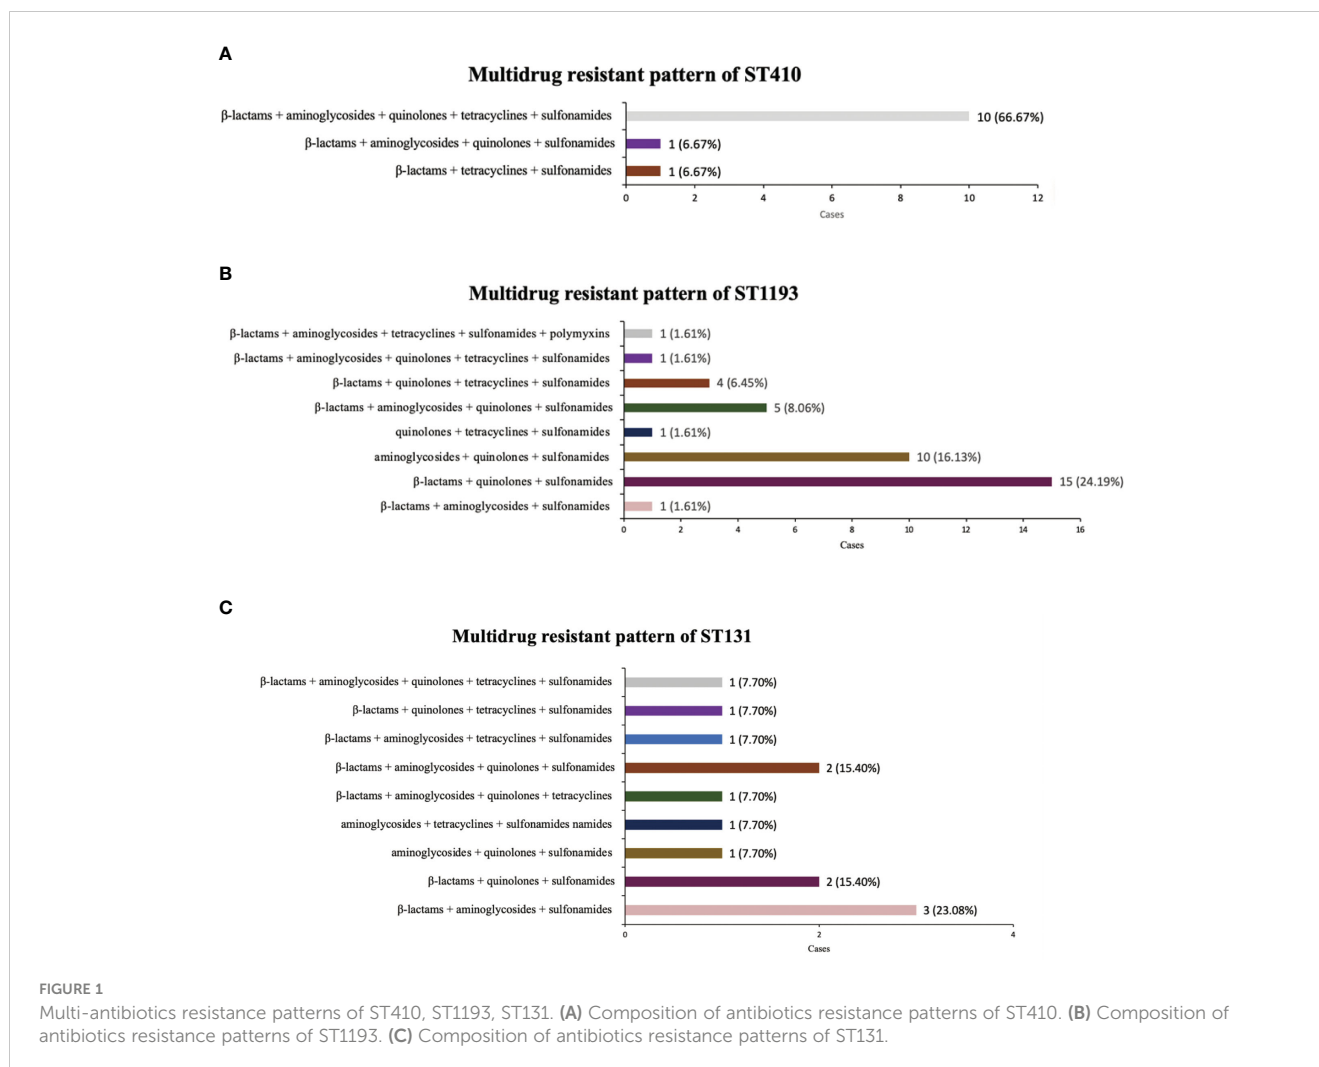 A
Multidrug resistant pattern of ST410
β-lactams + aminoglycosides + quinolones + tetracyclines + sulfonamides
10 (66.67%)
β-lactams + aminoglycosides + quinolones + sulfonamides
1 (6.67%)
β-lactams + tetracyclines + sulfonamides
1 (6.67%)
0 2 4 6 8 10 12
Cases
B
Multidrug resistant pattern of ST1193
β-lactams + aminoglycosides + tetracyclines + sulfonamides + polymyxins
1 (1.61%)
β-lactams + aminoglycosides + quinolones + tetracyclines + sulfonamides
1 (1.61%)
β-lactams + quinolones + tetracyclines + sulfonamides
4 (6.45%)
β-lactams + aminoglycosides + quinolones + sulfonamides
5 (8.06%)
quinolones + tetracyclines + sulfonamides
1 (1.61%)
aminoglycosides + quinolones + sulfonamides
10 (16.13%)
β-lactams + quinolones + sulfonamides
15 (24.19%)
β-lactams + aminoglycosides + sulfonamides
1 (1.61%)
0 2 4 6 8 10 12 14 16
Cases
C
Multidrug resistant pattern of ST131
β-lactams + aminoglycosides + quinolones + tetracyclines + sulfonamides
1 (7.70%)
β-lactams + quinolones + tetracyclines + sulfonamides
1 (7.70%)
β-lactams + aminoglycosides + tetracyclines + sulfonamides
1 (7.70%)
β-lactams + aminoglycosides + quinolones + sulfonamides
2 (15.40%)
β-lactams + aminoglycosides + quinolones + tetracyclines
1 (7.70%)
aminoglycosides + tetracyclines + sulfonamides namides
1 (7.70%)
aminoglycosides + quinolones + sulfonamides
1 (7.70%)
β-lactams + quinolones + sulfonamides
2 (15.40%)
β-lactams + aminoglycosides + sulfonamides
3 (23.08%)
0 2 4
Cases
FIGURE 1
Multi-antibiotics resistance patterns of ST410, ST1193, ST131. (A) Composition of antibiotics resistance patterns of ST410. (B) Composition of
antibiotics resistance patterns of ST1193. (C) Composition of antibiotics resistance patterns of ST131.